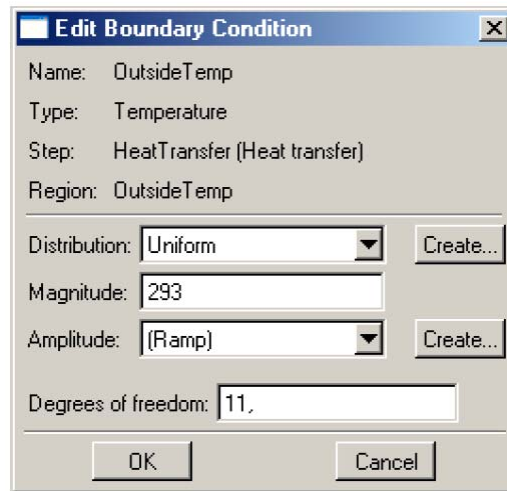 Edit Boundary Condition
Name: OutsideTemp
Type: Temperature
Step: HeatTransfer (Heat transfer)
Region: OutsideTemp
Distribution: Uniform Create...
Magnitude: 293
Amplitude: (Ramp) Create...
Degrees of freedom: 11,
OK Cancel